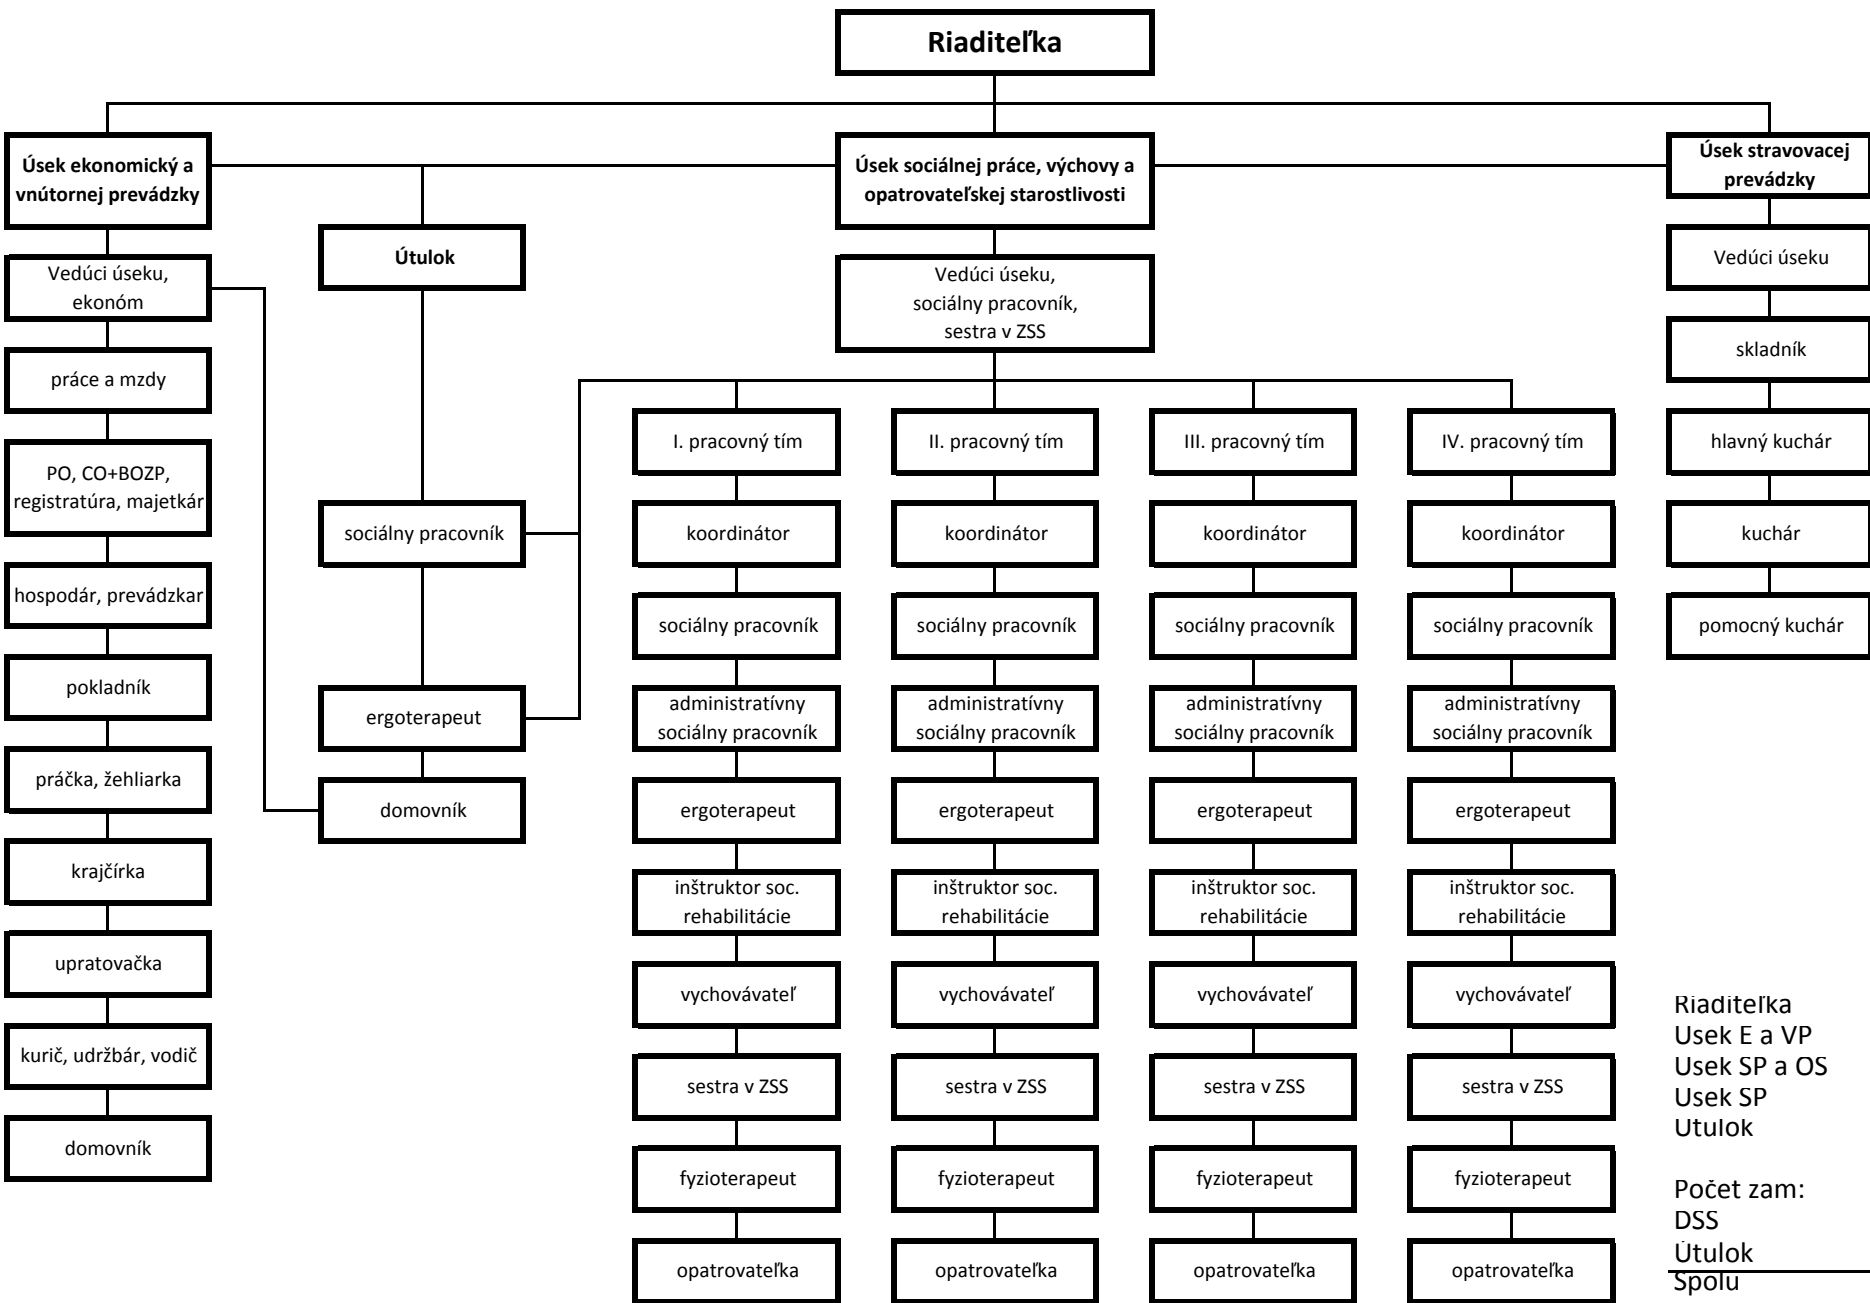 Riaditeľka
Úsek ekonomický a
vnútornej prevádzky
Úsek sociálnej práce, výchovy a
opatrovateľskej starostlivosti
Úsek stravovacej
prevádzky
Vedúci úseku,
ekonóm
práce a mzdy
PO, CO+BOZP,
registratúra, majetkár
hospodár, prevádzkar
pokladník
práčka, žehliarka
krajčírka
upratovačka
kurič, udržbár, vodič
domovník
Útulok
sociálny pracovník
ergoterapeut
domovník
Vedúci úseku,
sociálny pracovník,
sestra v ZSS
I. pracovný tím
koordinátor
sociálny pracovník
administratívny
sociálny pracovník
ergoterapeut
inštruktor soc.
rehabilitácie
vychovávateľ
sestra v ZSS
fyzioterapeut
opatrovateľka
II. pracovný tím
koordinátor
sociálny pracovník
administratívny
sociálny pracovník
ergoterapeut
inštruktor soc.
rehabilitácie
vychovávateľ
sestra v ZSS
fyzioterapeut
opatrovateľka
III. pracovný tím
koordinátor
sociálny pracovník
administratívny
sociálny pracovník
ergoterapeut
inštruktor soc.
rehabilitácie
vychovávateľ
sestra v ZSS
fyzioterapeut
opatrovateľka
IV. pracovný tím
koordinátor
sociálny pracovník
administratívny
sociálny pracovník
ergoterapeut
inštruktor soc.
rehabilitácie
vychovávateľ
sestra v ZSS
fyzioterapeut
opatrovateľka
Vedúci úseku
skladník
hlavný kuchár
kuchár
pomocný kuchár
Riaditeľka
Usek E a VP
Usek SP a OS
Usek SP
Utulok
Počet zam:
DSS
Útulok
Spolu